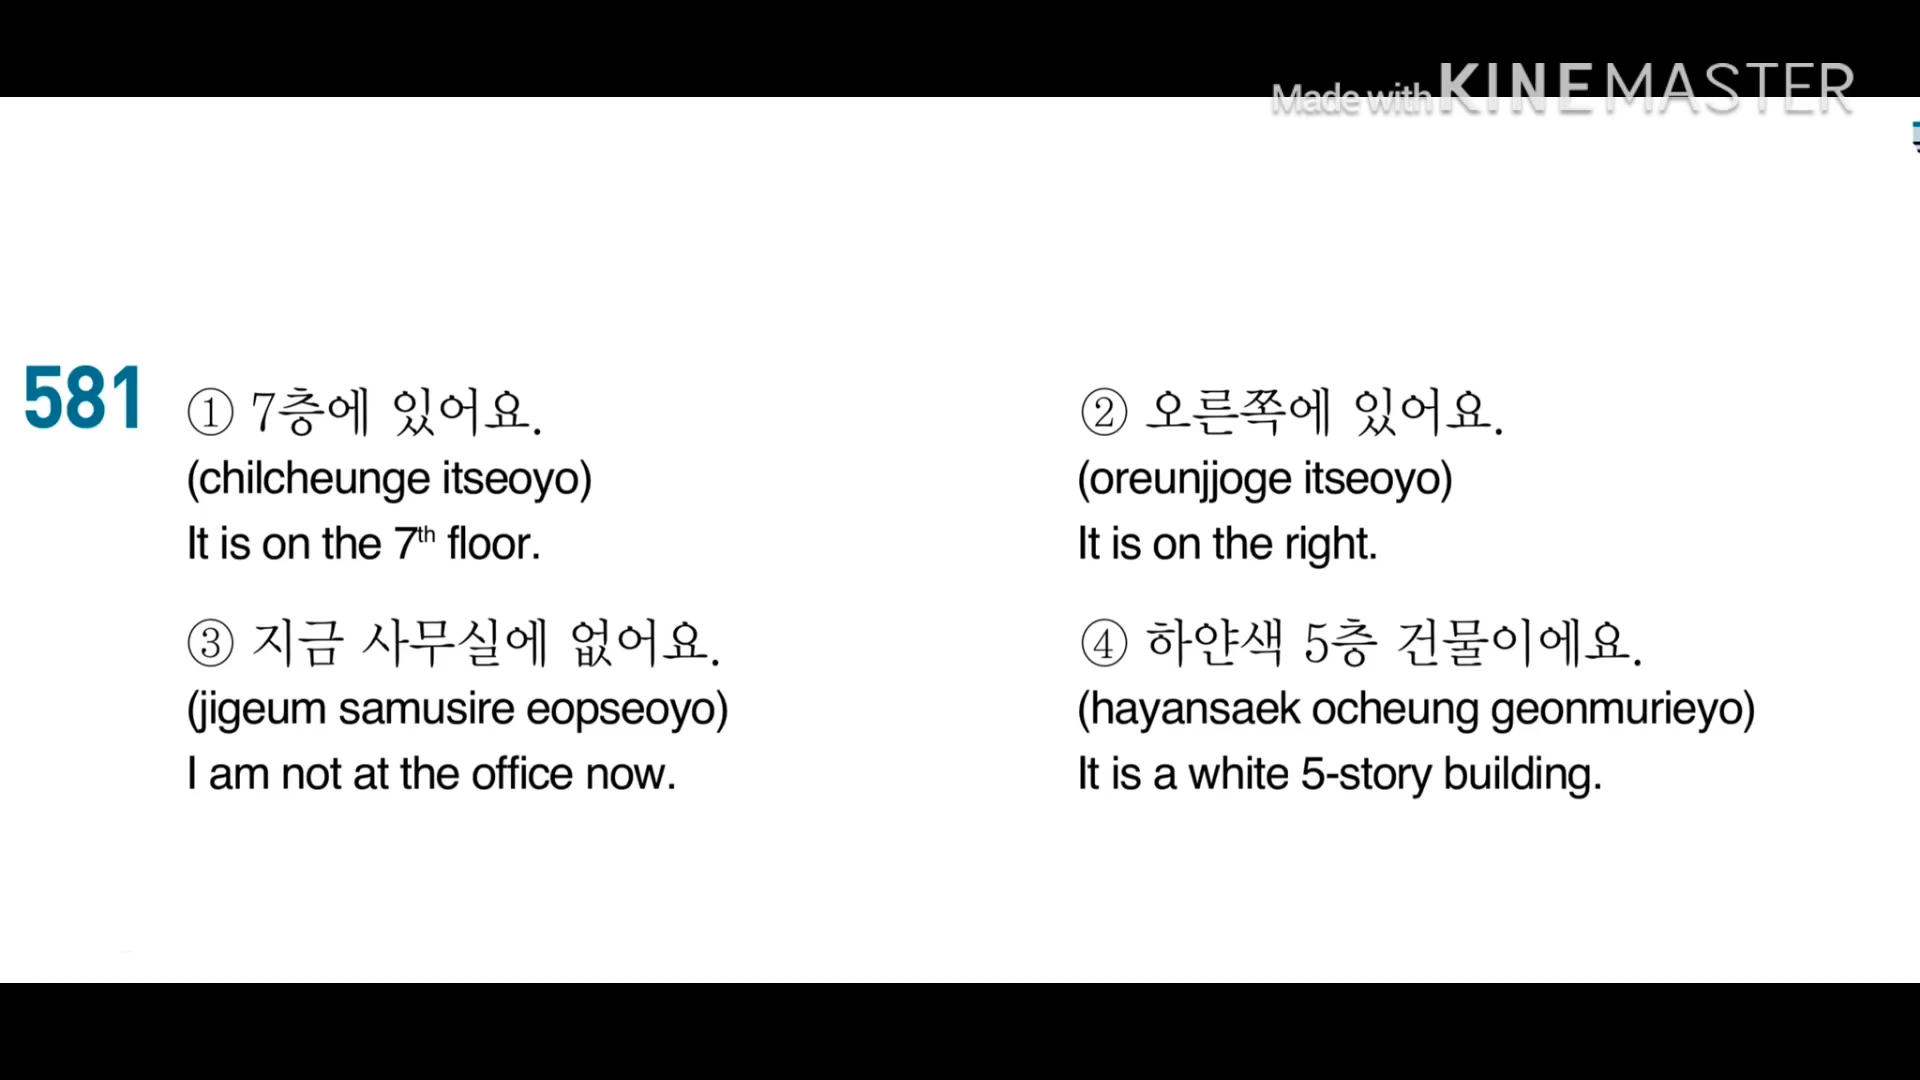 Made with KINEMASTER
581
① 7층에 있어요.
(chilcheunge itseoyo)
It is on the 7th floor.
② 오른쪽에 있어요.
(oreunjjoge itseoyo)
It is on the right.
③ 지금 사무실에 없어요.
(jigeum samusire eopseoyo)
I am not at the office now.
④ 하얀색 5층 건물이에요.
(hayansaek ocheung geonmurieyo)
It is a white 5-story building.